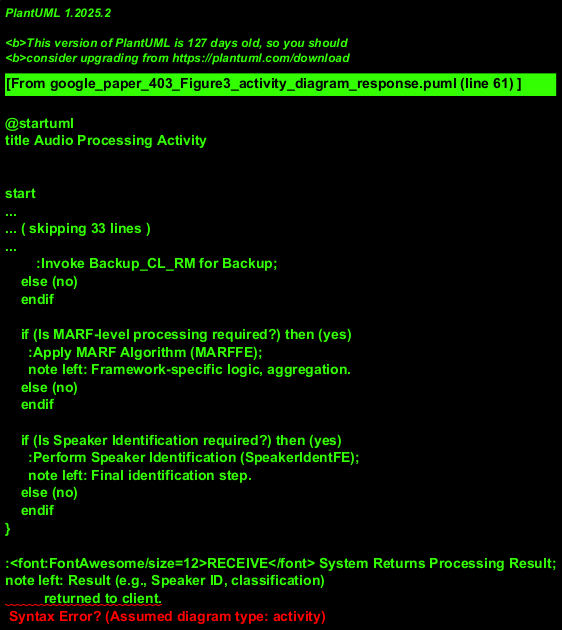 PlantUML 1.2025.2
<b>This version of PlantUML is 127 days old, so you should
<b>consider upgrading from https://plantuml.com/download
[From google_paper_403_Figure3_activity_diagram_response.puml (line 61) ]
@startuml
title Audio Processing Activity
start
...
... ( skipping 33 lines )
...
:Invoke Backup_CL_RM for Backup;
else (no)
endif
if (Is MARF-level processing required?) then (yes)
:Apply MARF Algorithm (MARFFE);
note left: Framework-specific logic, aggregation.
else (no)
endif
if (Is Speaker Identification required?) then (yes)
:Perform Speaker Identification (SpeakerIdentFE);
note left: Final identification step.
else (no)
endif
}
:<font:FontAwesome/size=12>RECEIVE</font> System Returns Processing Result;
note left: Result (e.g., Speaker ID, classification)
returned to client.
Syntax Error? (Assumed diagram type: activity)